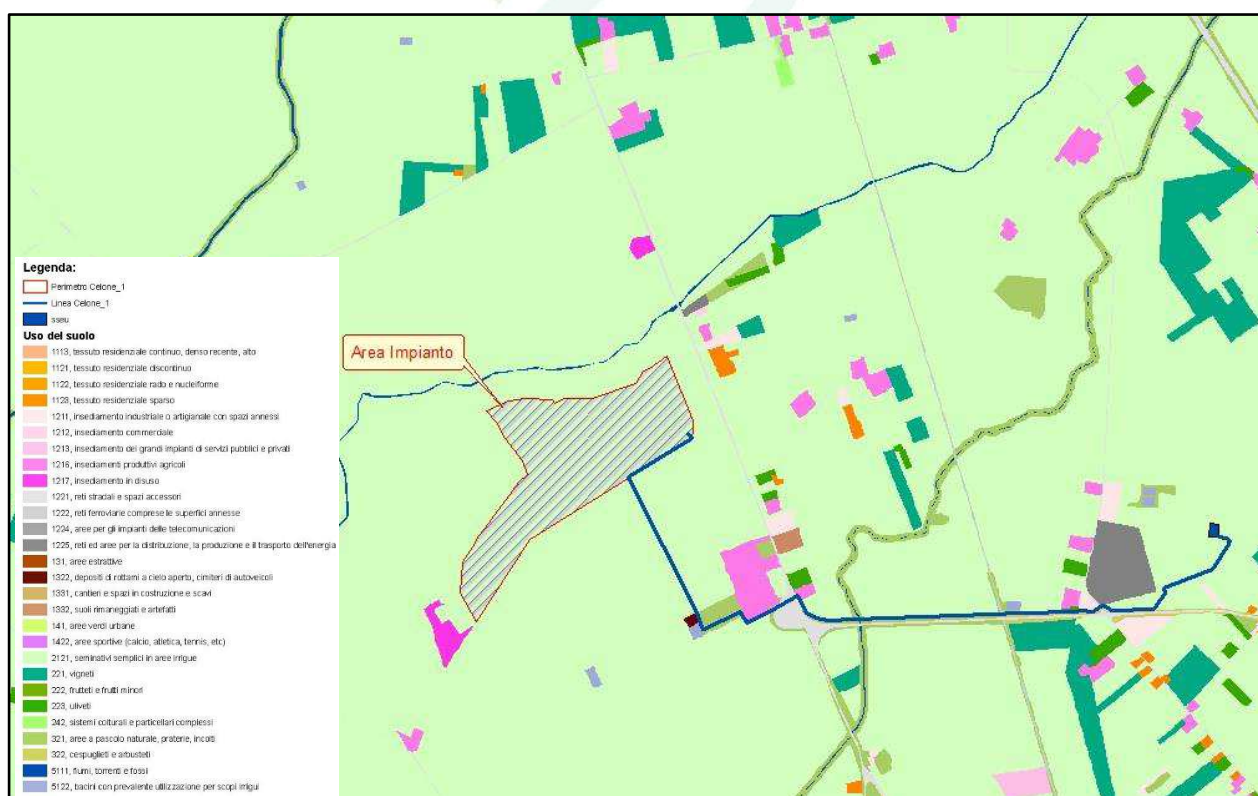 Area Impianto
Legenda:
Perimetro Celone_1
Linea Celone_1
sseu
Uso del suolo
1113, tessuto residenziale continuo, denso recente, alto
1121, tessuto residenziale discontinuo
1122, tessuto residenziale rado e nucleiforme
1123, tessuto residenziale sparso
1211, insediamento industriale o artigianale con spazi annessi
1212, insediamento commerciale
1213, insediamento dei grandi impianti di servizi pubblici e privati
1216, insediamenti produttivi agricoli
1217, insediamento in disuso
1221, reti stradali e spazi accessori
1222, reti ferroviarie comprese le superfici annesse
1224, aree per gli impianti delle telecomunicazioni
1225, reti ed aree per la distribuzione, la produzione e il trasporto dell'energia
131, aree estrattive
1322, depositi di rottami a cielo aperto, cimiteri di autoveicoli
1331, cantieri e spazi in costruzione e scavi
1332, suoli rimaneggiati e artefatti
141, aree verdi urbane
1422, aree sportive (calcio, atletica, tennis, etc)
2121, seminativi semplici in aree irrigue
221, vigneti
222, frutteti e frutti minori
223, uliveti
242, sistemi colturali e particellari complessi
321, aree a pascolo naturale, praterie, incolti
322, cespuglieti e arbusteti
5111, fiumi, torrenti e fossi
5122, bacini con prevalente utilizzazione per scopi irrigui